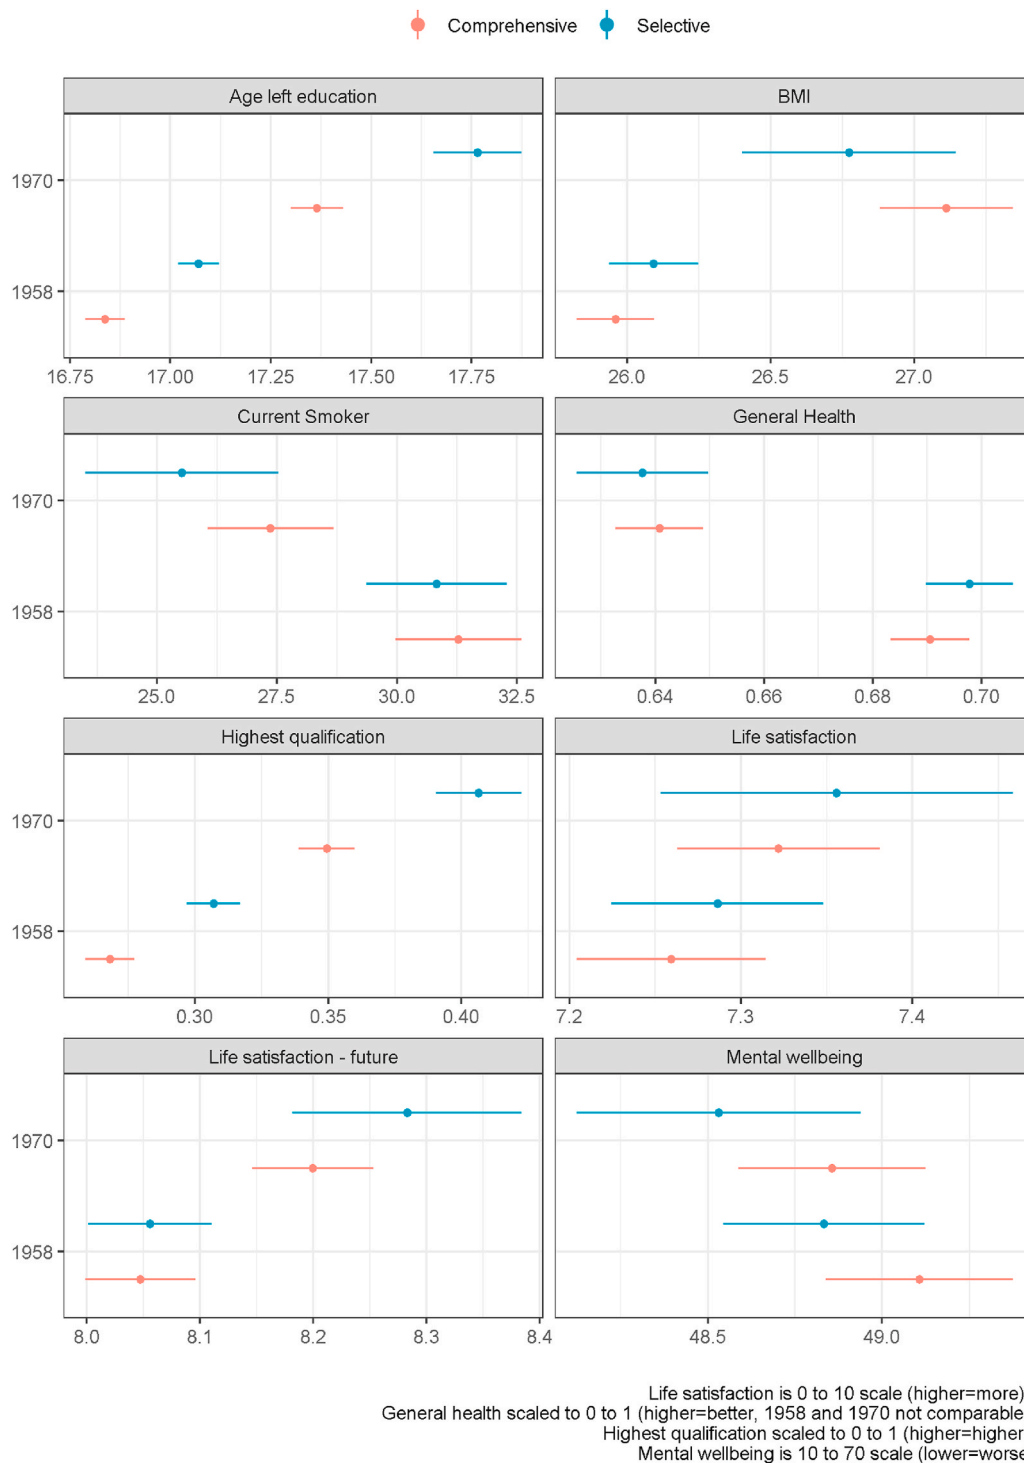 Comprehensive Selective
Age left education BMI
1970
1958
16.75 17.00 17.25 17.50 17.75 26.0 26.5 27.0
Current Smoker General Health
1970
1958
25.0 27.5 30.0 32.5 0.64 0.66 0.68 0.70
Highest qualification Life satisfaction
1970
1958
0.30 0.35 0.40 7.2 7.3 7.4
Life satisfaction - future Mental wellbeing
1970
1958
8.0 8.1 8.2 8.3 8.4 48.5 49.0
Life satisfaction is 0 to 10 scale (higher=more)
General health scaled to 0 to 1 (higher=better, 1958 and 1970 not comparable
Highest qualification scaled to 0 to 1 (higher=higher
Mental wellbeing is 10 to 70 scale (lower=worse